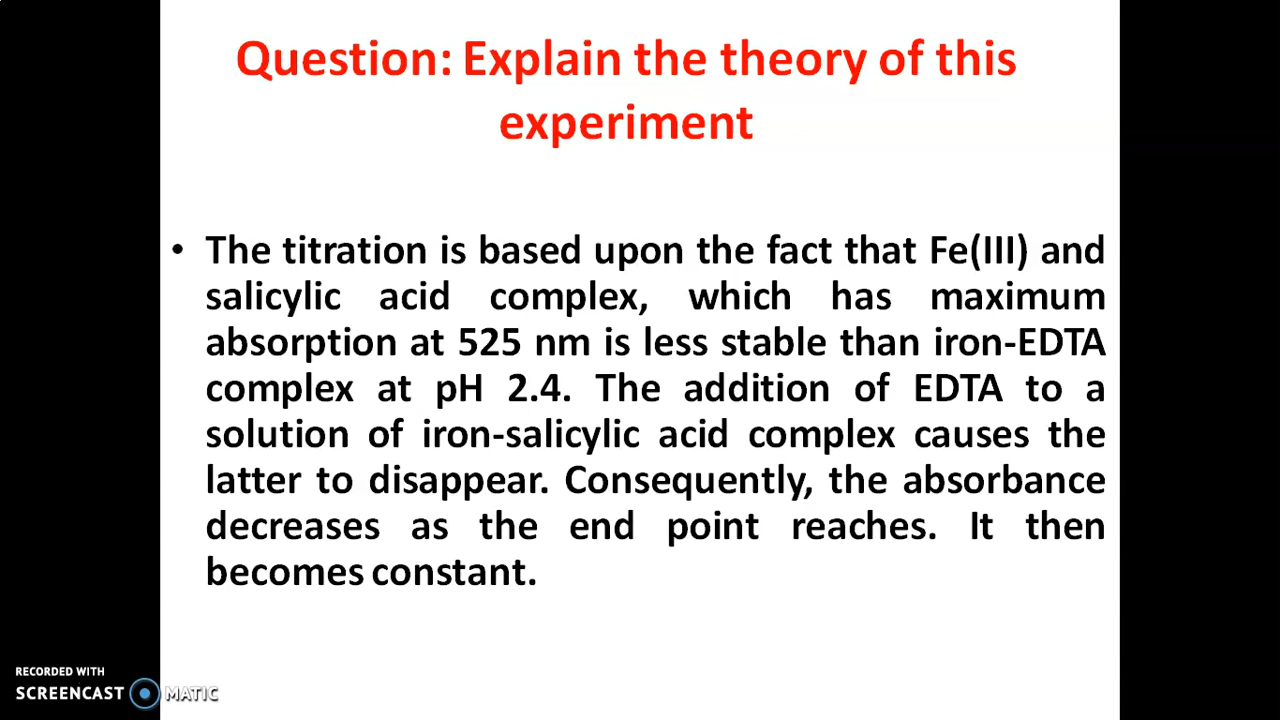 Question: Explain the theory of this
experiment
• The titration is based upon the fact that Fe(III) and
salicylic acid complex, which has maximum
absorption at 525 nm is less stable than iron-EDTA
complex at pH 2.4. The addition of EDTA to a
solution of iron-salicylic acid complex causes the
latter to disappear. Consequently, the absorbance
decreases as the end point reaches. It then
becomes constant.
RECORDED WITH
SCREENCAST MATIC